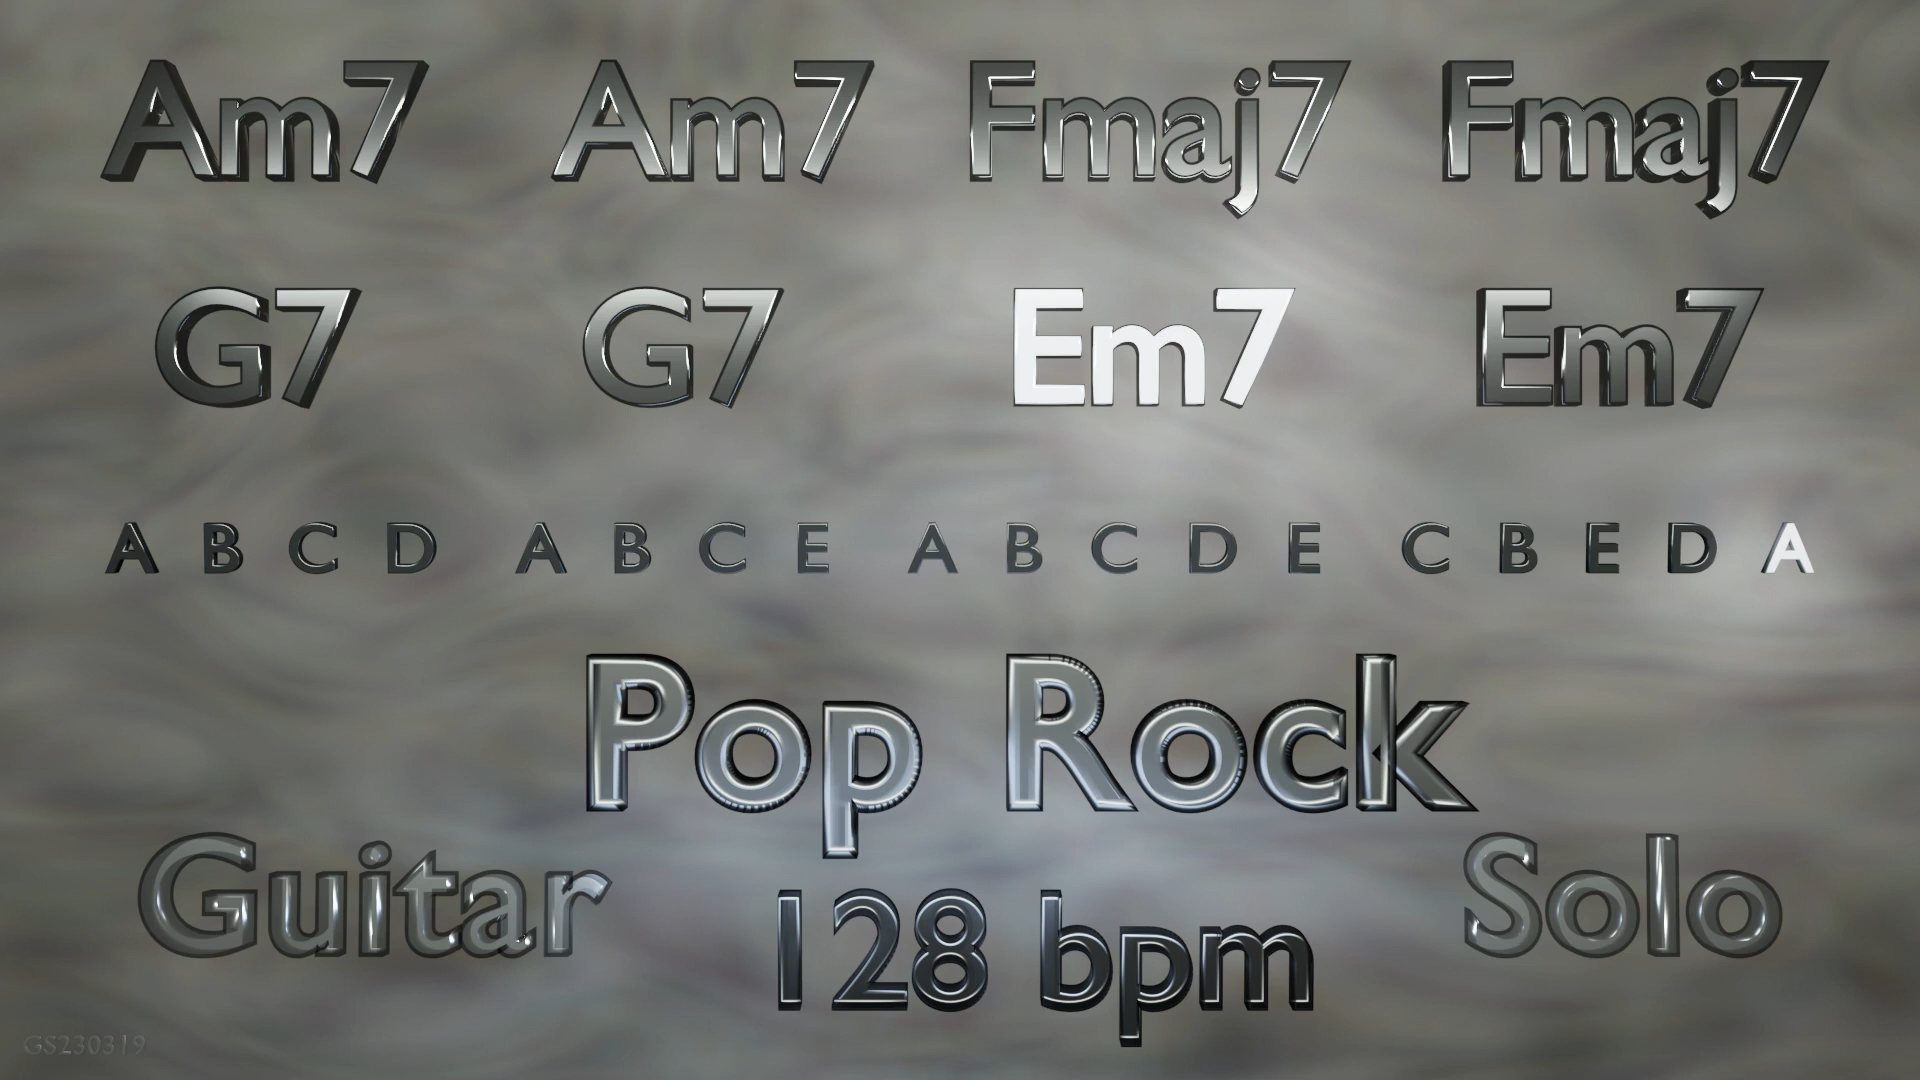 Am7 Am7 Fmaj7 Fmaj7
G7 G7 Em7 Em7
A B C D A B C E A B C D E C B E D A
Pop Rock
Guitar Solo
128 bpm
GS230319